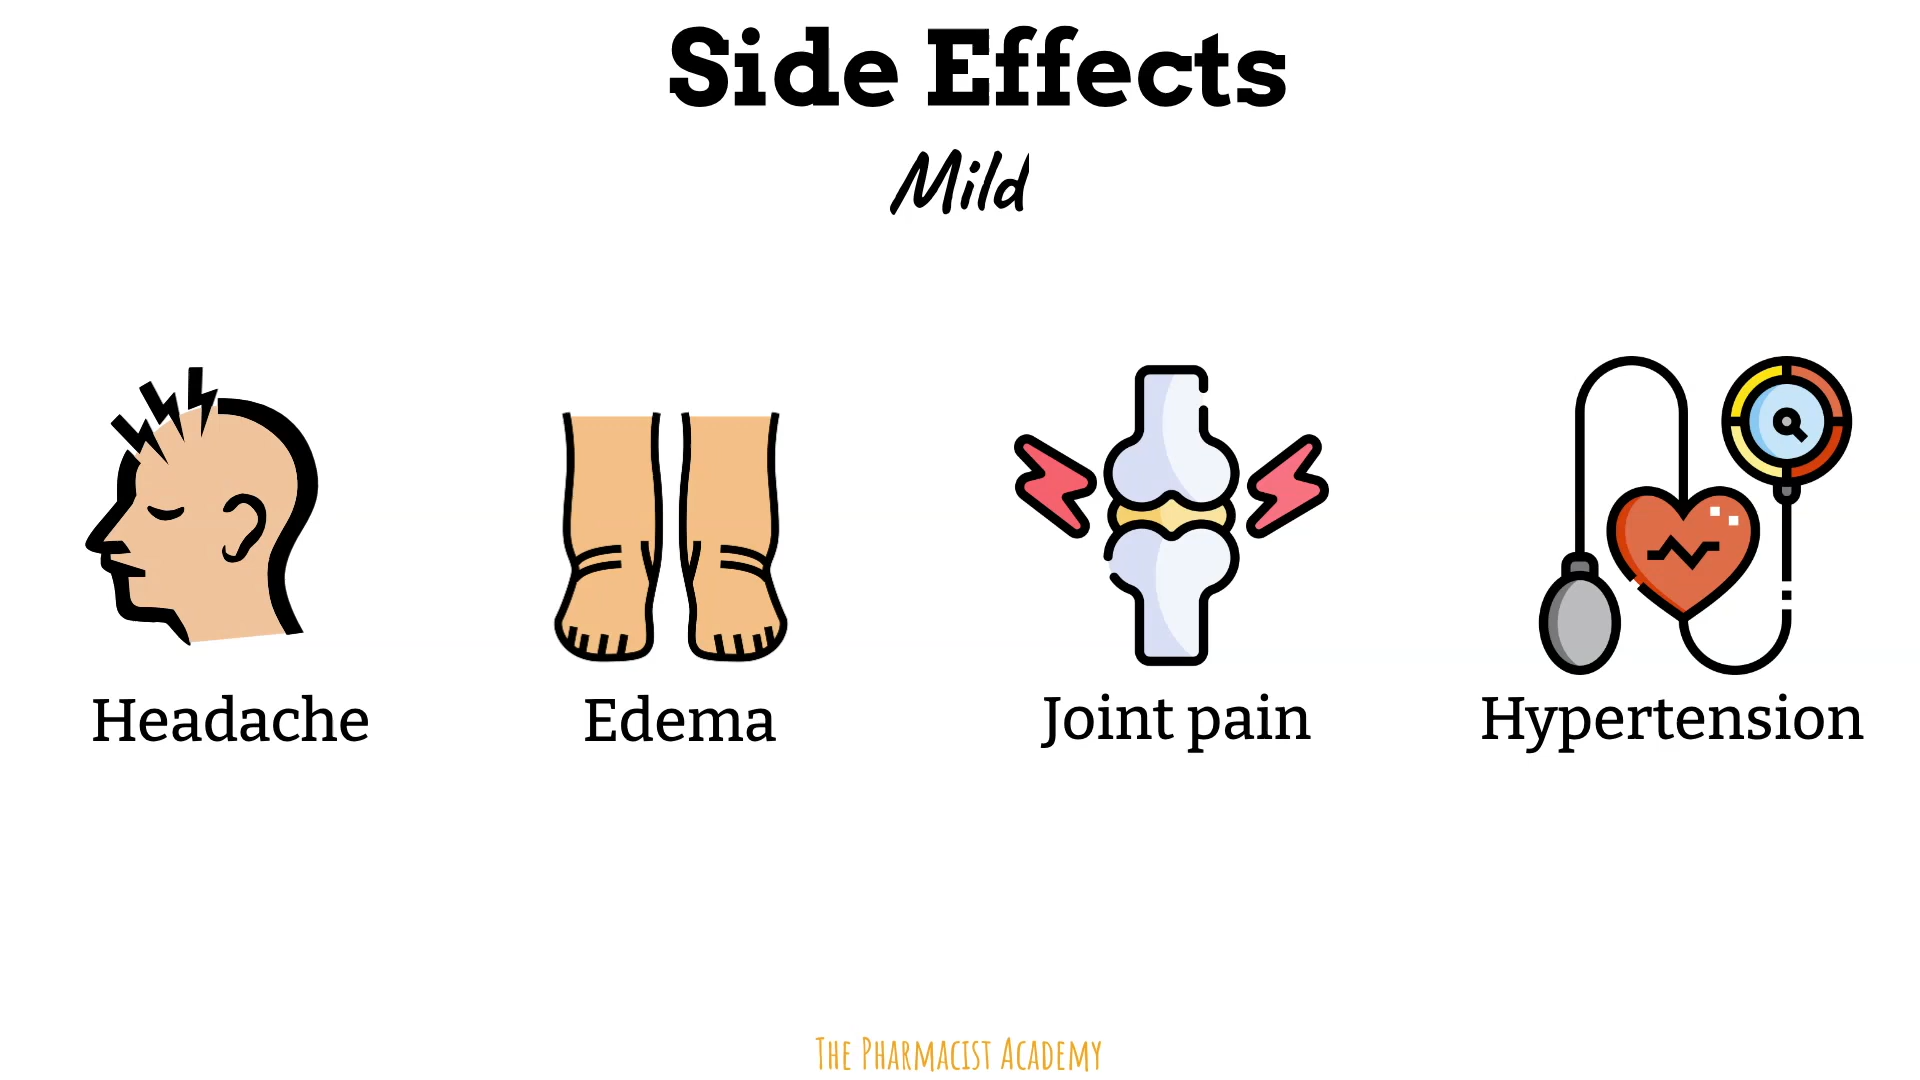 Side Effects
Mild
Headache
Edema
Joint pain
Hypertension
The Pharmacist Academy